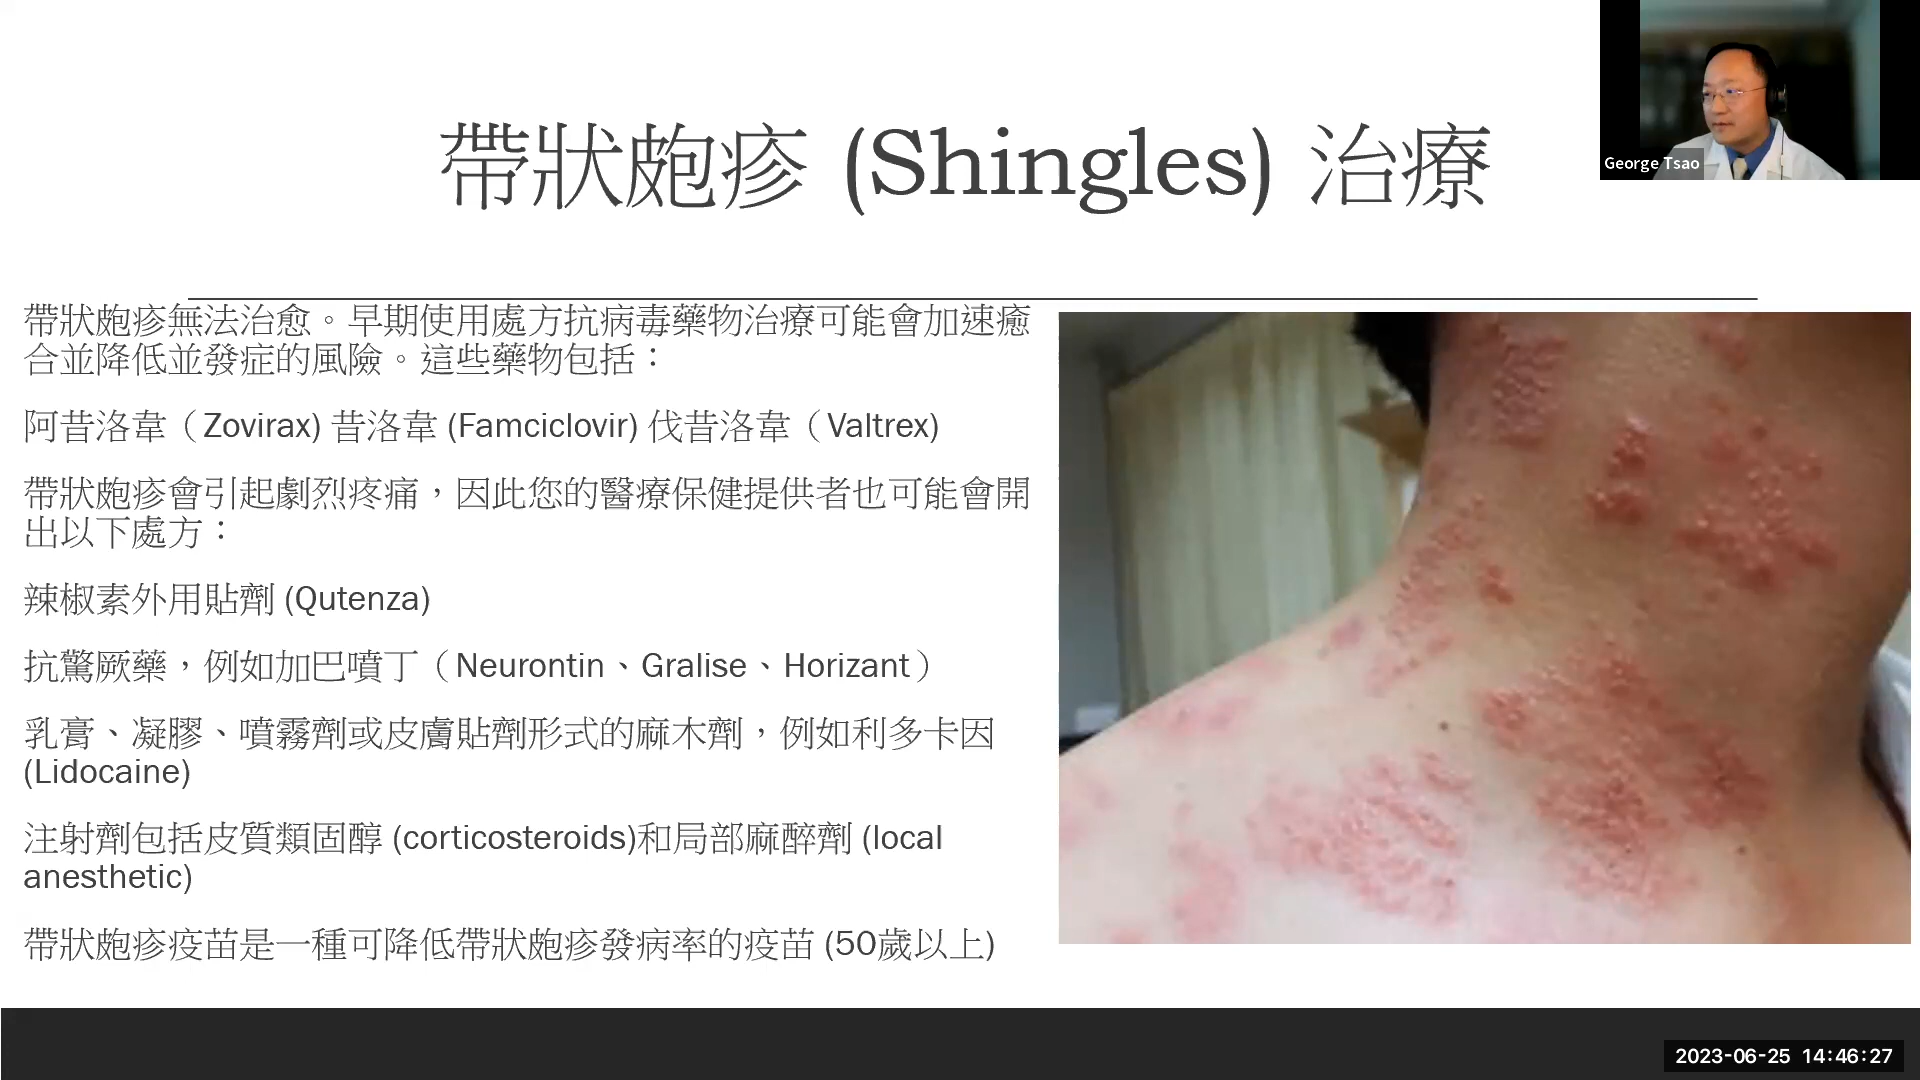 帶狀皰疹 (Shingles) 治療
George Tsao
帶狀皰疹無法治愈。早期使用處方抗病毒藥物治療可能會加速癒
合並降低並發症的風險。這些藥物包括：
阿昔洛韋（Zovirax) 昔洛韋 (Famciclovir) 伐昔洛韋（Valtrex)
帶狀皰疹會引起劇烈疼痛，因此您的醫療保健提供者也可能會開
出以下處方：
辣椒素外用貼劑 (Qutenza)
抗驚厥藥，例如加巴噴丁（Neurontin、Gralise、Horizant）
乳膏、凝膠、噴霧劑或皮膚貼劑形式的麻木劑，例如利多卡因
(Lidocaine)
注射劑包括皮質類固醇 (corticosteroids)和局部麻醉劑 (local
anesthetic)
帶狀皰疹疫苗是一種可降低帶狀皰疹發病率的疫苗 (50歲以上)
2023-06-25 14:46:27